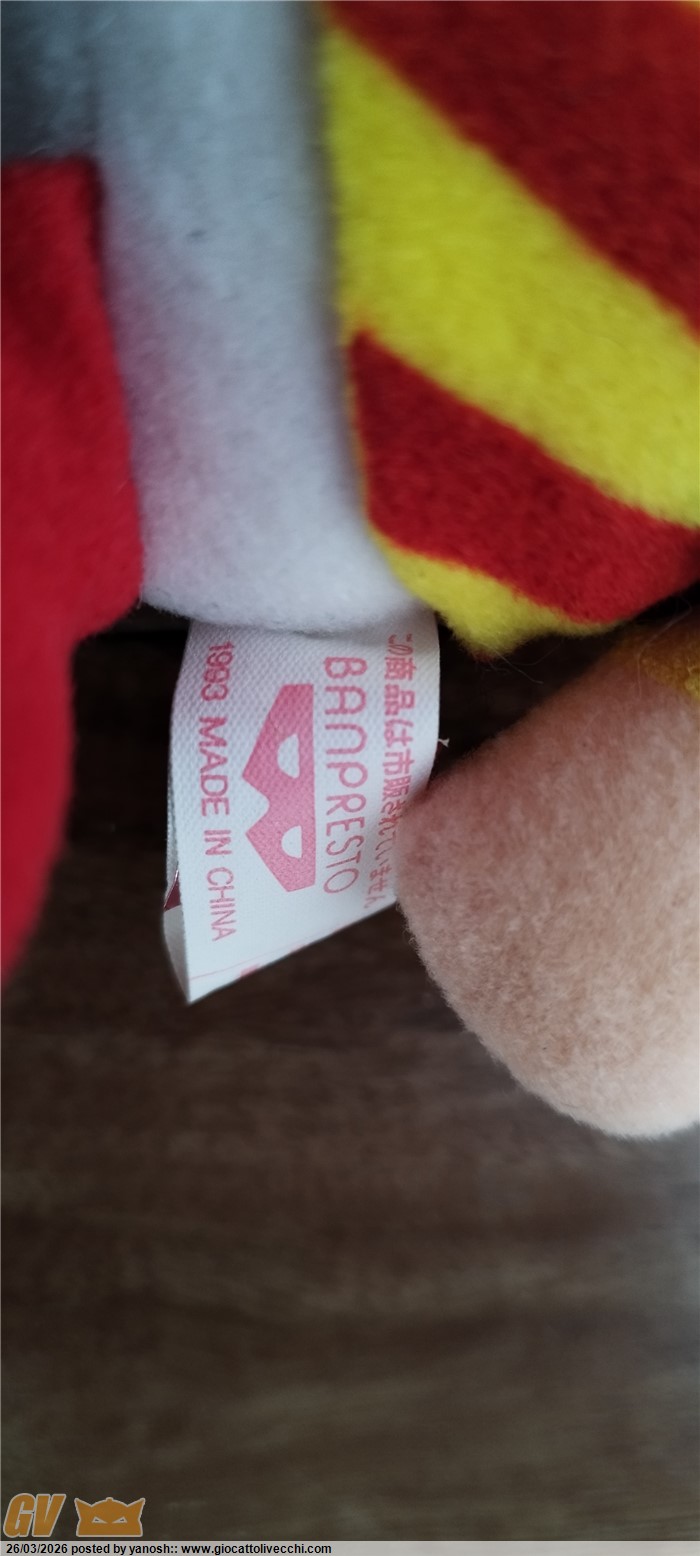 この商品は市販されていません。
BANPRESTO
1993 MADE IN CHINA
GV
26/03/2026 posted by yanosh:: www.giocattolivecchi.com